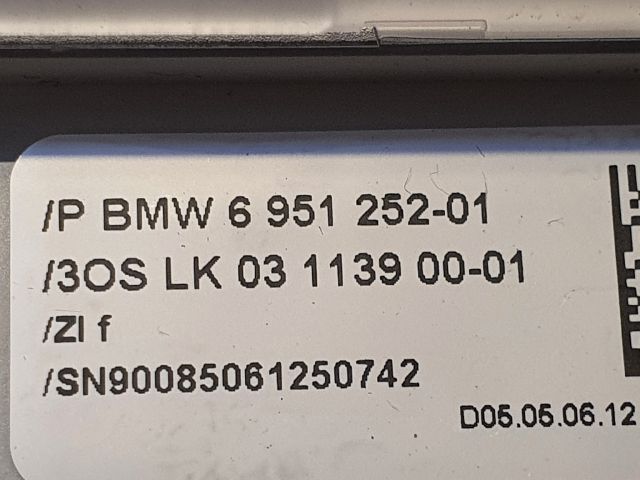 /P BMW 6 951 252-01
/3OS LK 03 1139 00-01
/ZI f
/SN90085061250742
D05.05.06.12